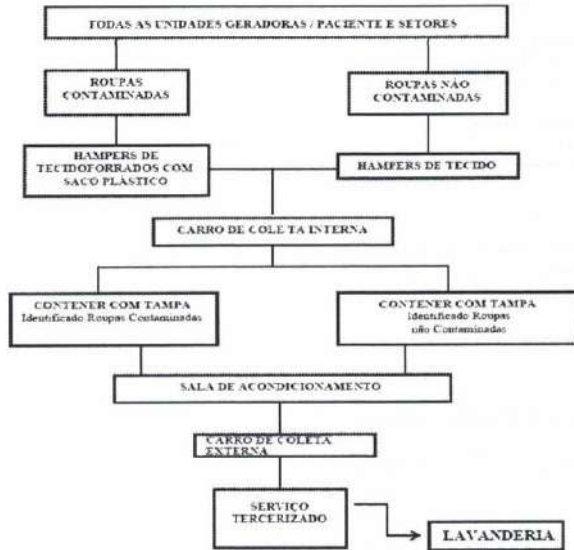 TODAS AS UNIDADES GERADORAS / PACIENTE E SETORES
ROUPAS
CONTAMINADAS
ROUPAS NÃO
CONTAMINADAS
HAMPERS DE
TECIDOFORRADOS COM
SACO PLÁSTICO
HAMPERS DE TECIDO
CARRO DE COLETA INTERNA
CONTENER COM TAMPA
Identificado Roupas Contaminadas
CONTENER COM TAMPA
Identificado Roupas
não Contaminadas
SALA DE ACONDICIONAMENTO
CARRO DE COLETA
EXTERNA
SERVIÇO
TERCERIZADO
LAVANDERIA